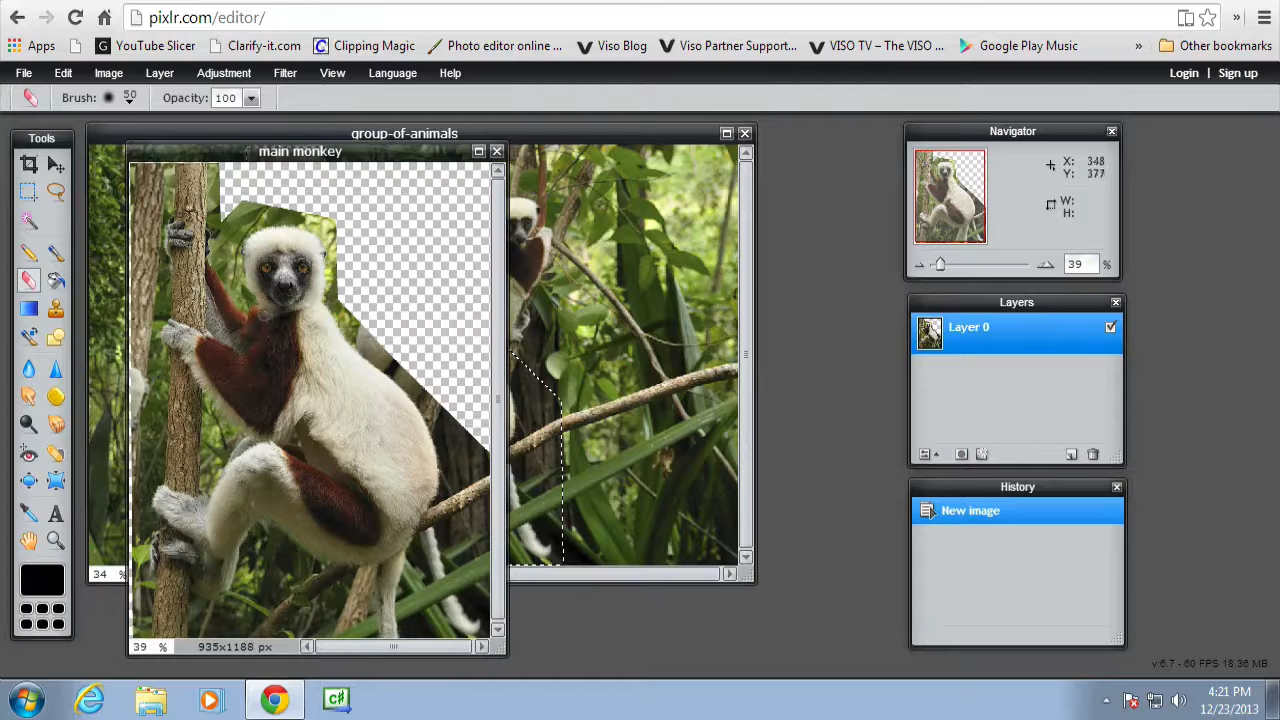 pixlr.com/editor/
Apps YouTube Slicer Clarify-it.com Clipping Magic Photo editor online ... Viso Blog Viso Partner Support... VISO TV – The VISO ... Google Play Music » Other bookmarks
File Edit Image Layer Adjustment Filter View Language Help Login | Sign up
Brush: 50 Opacity: 100
Tools
group-of-animals
main monkey
Navigator
X: 348
Y: 377
W:
H:
39 %
Layers
Layer 0
History
New image
34 %
39 % 935x1188 px
v:6.7 - 60 FPS 18.36 MB
4:21 PM
12/23/2013